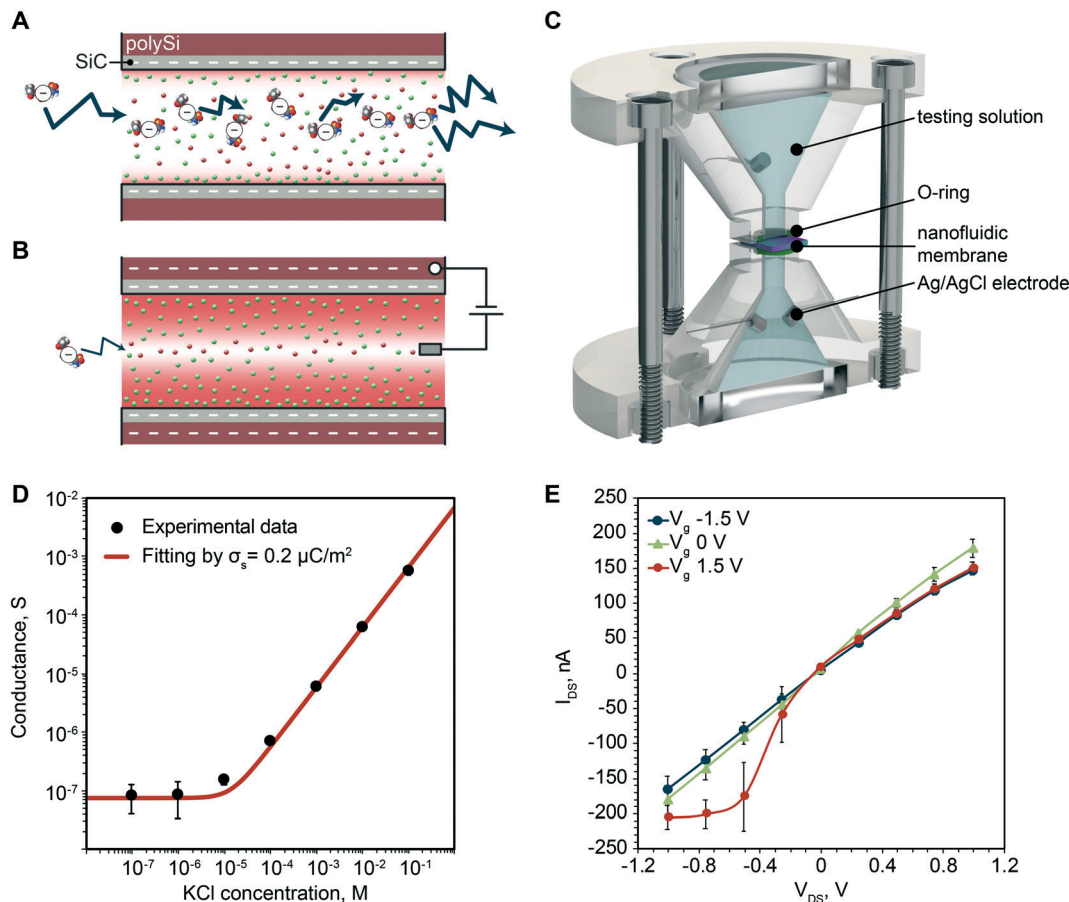 A
polySi
SiC
B
C
testing solution
O-ring
nanofluidic
membrane
Ag/AgCl electrode
D
Experimental data
Fitting by σs= 0.2 µC/m²
Conductance, S
10⁻²
10⁻³
10⁻⁴
10⁻⁵
10⁻⁶
10⁻⁷
10⁻⁷ 10⁻⁶ 10⁻⁵ 10⁻⁴ 10⁻³ 10⁻² 10⁻¹
KCl concentration, M
E
Vg -1.5 V
Vg 0 V
Vg 1.5 V
IDS, nA
250
200
150
100
50
0
-50
-100
-150
-200
-250
-1.2 -0.8 -0.4 0 0.4 0.8 1.2
VDS, V